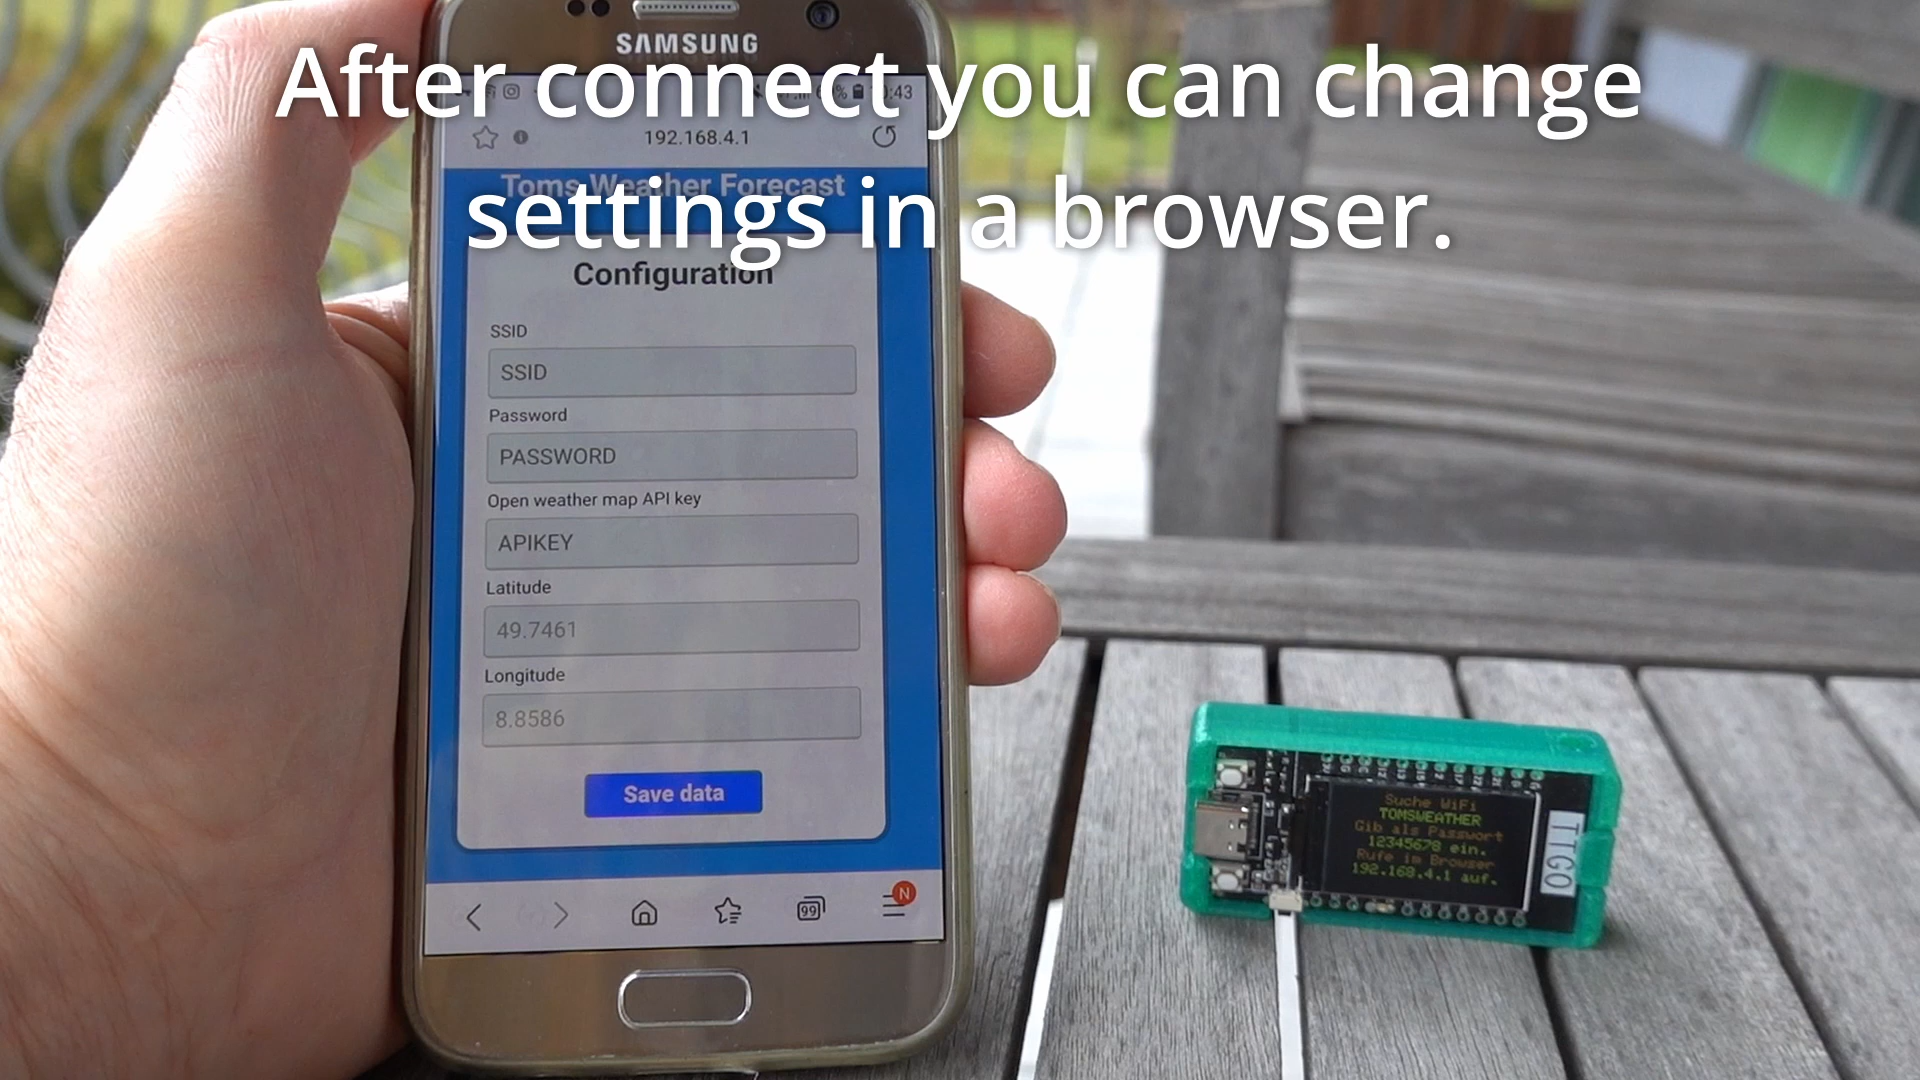 After connect you can change
settings in a browser.
SAMSUNG
192.168.4.1
Toms Weather Forecast
Configuration
SSID
SSID
Password
PASSWORD
Open weather map API key
APIKEY
Latitude
49.7461
Longitude
8.8586
Save data
99
N
Suche WiFi
TOMSWEATHER
Gib als Passwort
12345678 ein.
Rufe im Browser
192.168.4.1 auf.
TTGO